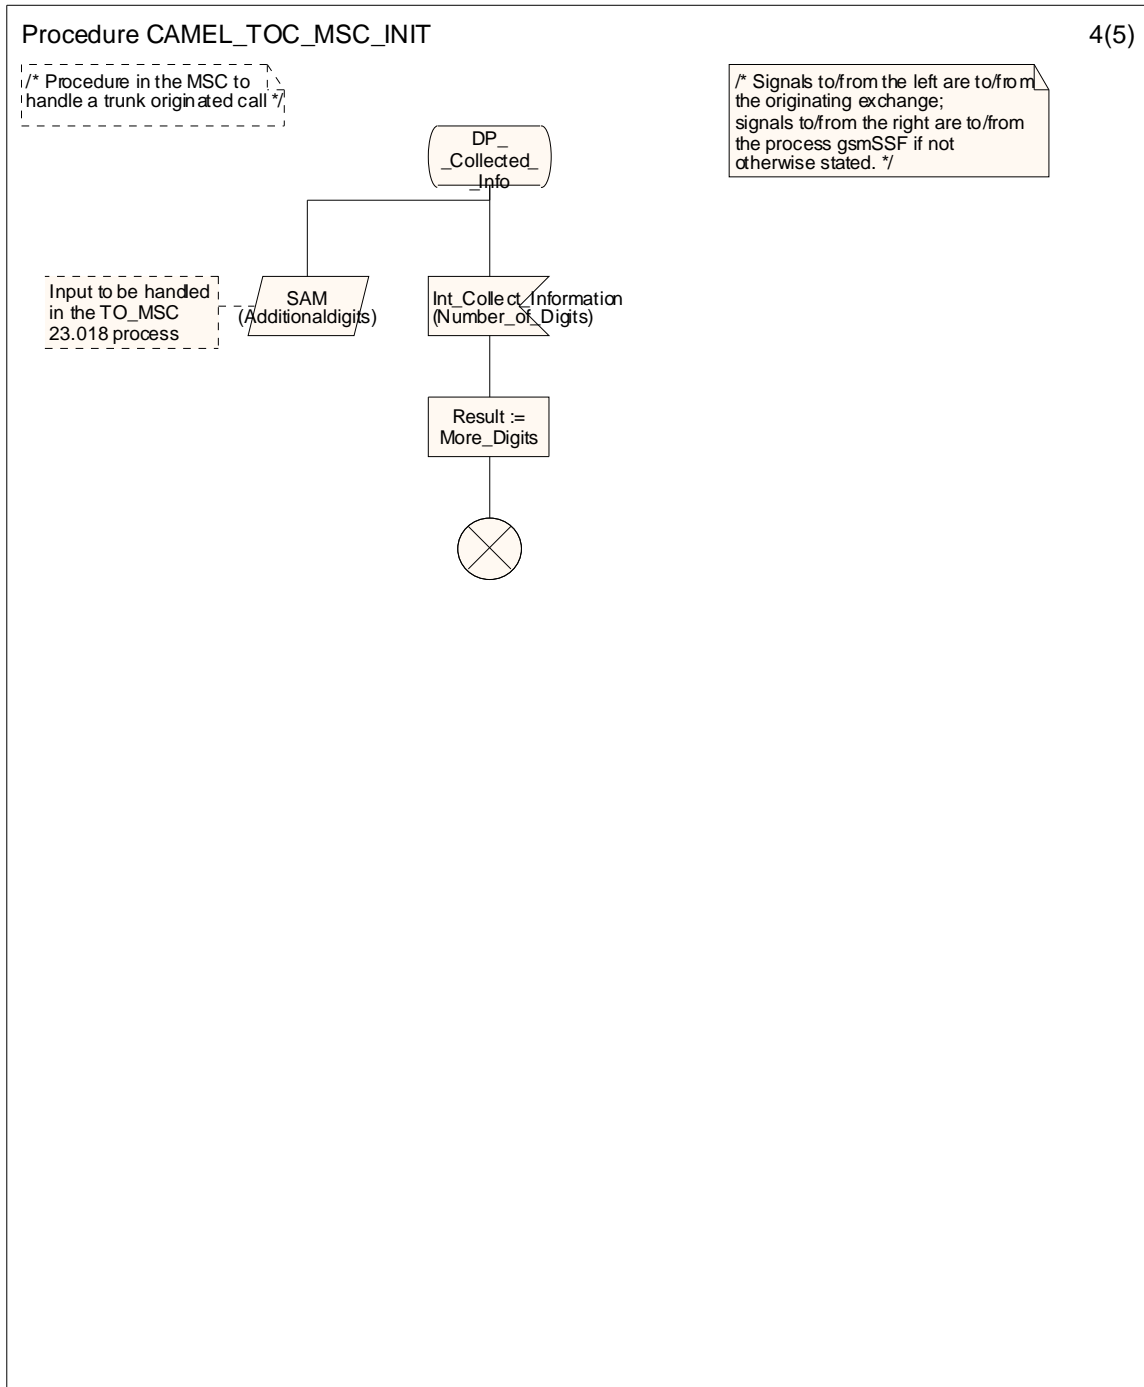 Procedure CAMEL_TOC_MSC_INIT
4(5)
/* Procedure in the MSC to
handle a trunk originated call */
/* Signals to/from the left are to/from
the originating exchange;
signals to/from the right are to/from
the process gsmSSF if not
otherwise stated. */
DP_
_Collected_
_Info
Input to be handled
in the TO_MSC
23.018 process
SAM
(Additionaldigits)
Int_Collect_Information
(Number_of_Digits)
Result :=
More_Digits